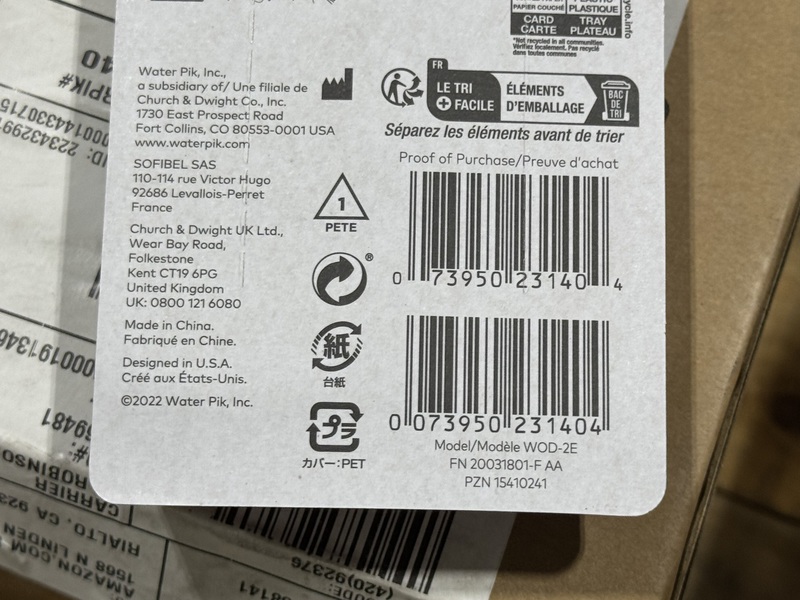 PAPIER COUCHÉ
PLASTIQUE
CARD
CARTE
TRAY
PLATEAU
*Not recycled in all communities.
Vérifiez localement. Pas recyclé
dans toutes communautés
cycle.info
Water Pik, Inc.,
a subsidiary of/ Une filiale de
Church & Dwight Co., Inc.
1730 East Prospect Road
Fort Collins, CO 80553-0001 USA
www.waterpik.com
SOFIBEL SAS
110-114 rue Victor Hugo
92686 Levallois-Perret
France
Church & Dwight UK Ltd.,
Wear Bay Road,
Folkestone
Kent CT19 6PG
United Kingdom
UK: 0800 121 6080
Made in China.
Fabriqué en Chine.
Designed in U.S.A.
Créé aux États-Unis.
©2022 Water Pik, Inc.
1
PETE
®
紙
台紙
プラ
カバー:PET
FR
LE TRI
+ FACILE
ÉLÉMENTS
D'EMBALLAGE
BAC
DE
TRI
Séparez les éléments avant de trier
Proof of Purchase/Preuve d'achat
0 73950 23140 4
0 073950 231404
Model/Modèle WOD-2E
FN 20031801-F AA
PZN 15410241
AMAZON.COM
1568 N LINDEN
RIALTO, CA 923
CARRIER
ROBINSO
(420)92376